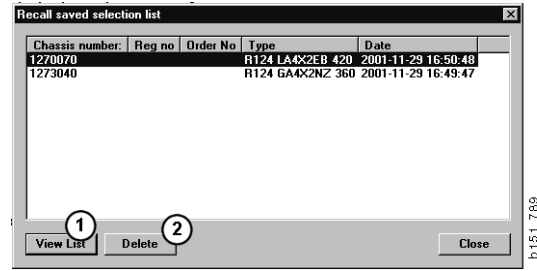 Recall saved selection list
Chassis number: Reg no Order No Type Date
1270070 R124 LA4X2EB 420 2001-11-29 16:50:48
1273040 R124 GA4X2NZ 360 2001-11-29 16:49:47
1 2
View List Delete Close
b151 789